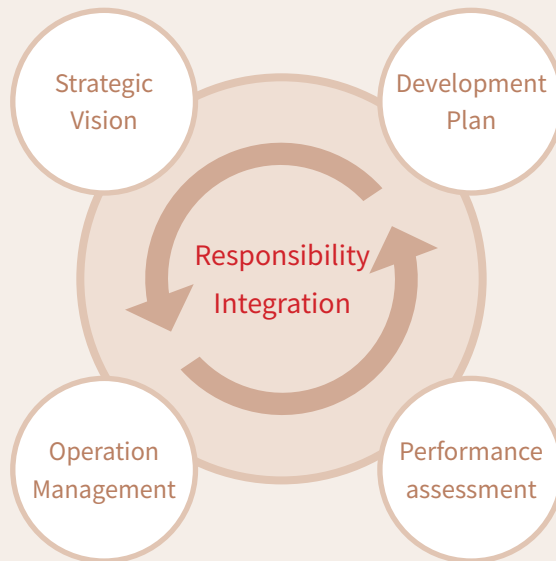 Strategic
Vision
Development
Plan
Responsibility
Integration
Operation
Management
Performance
assessment